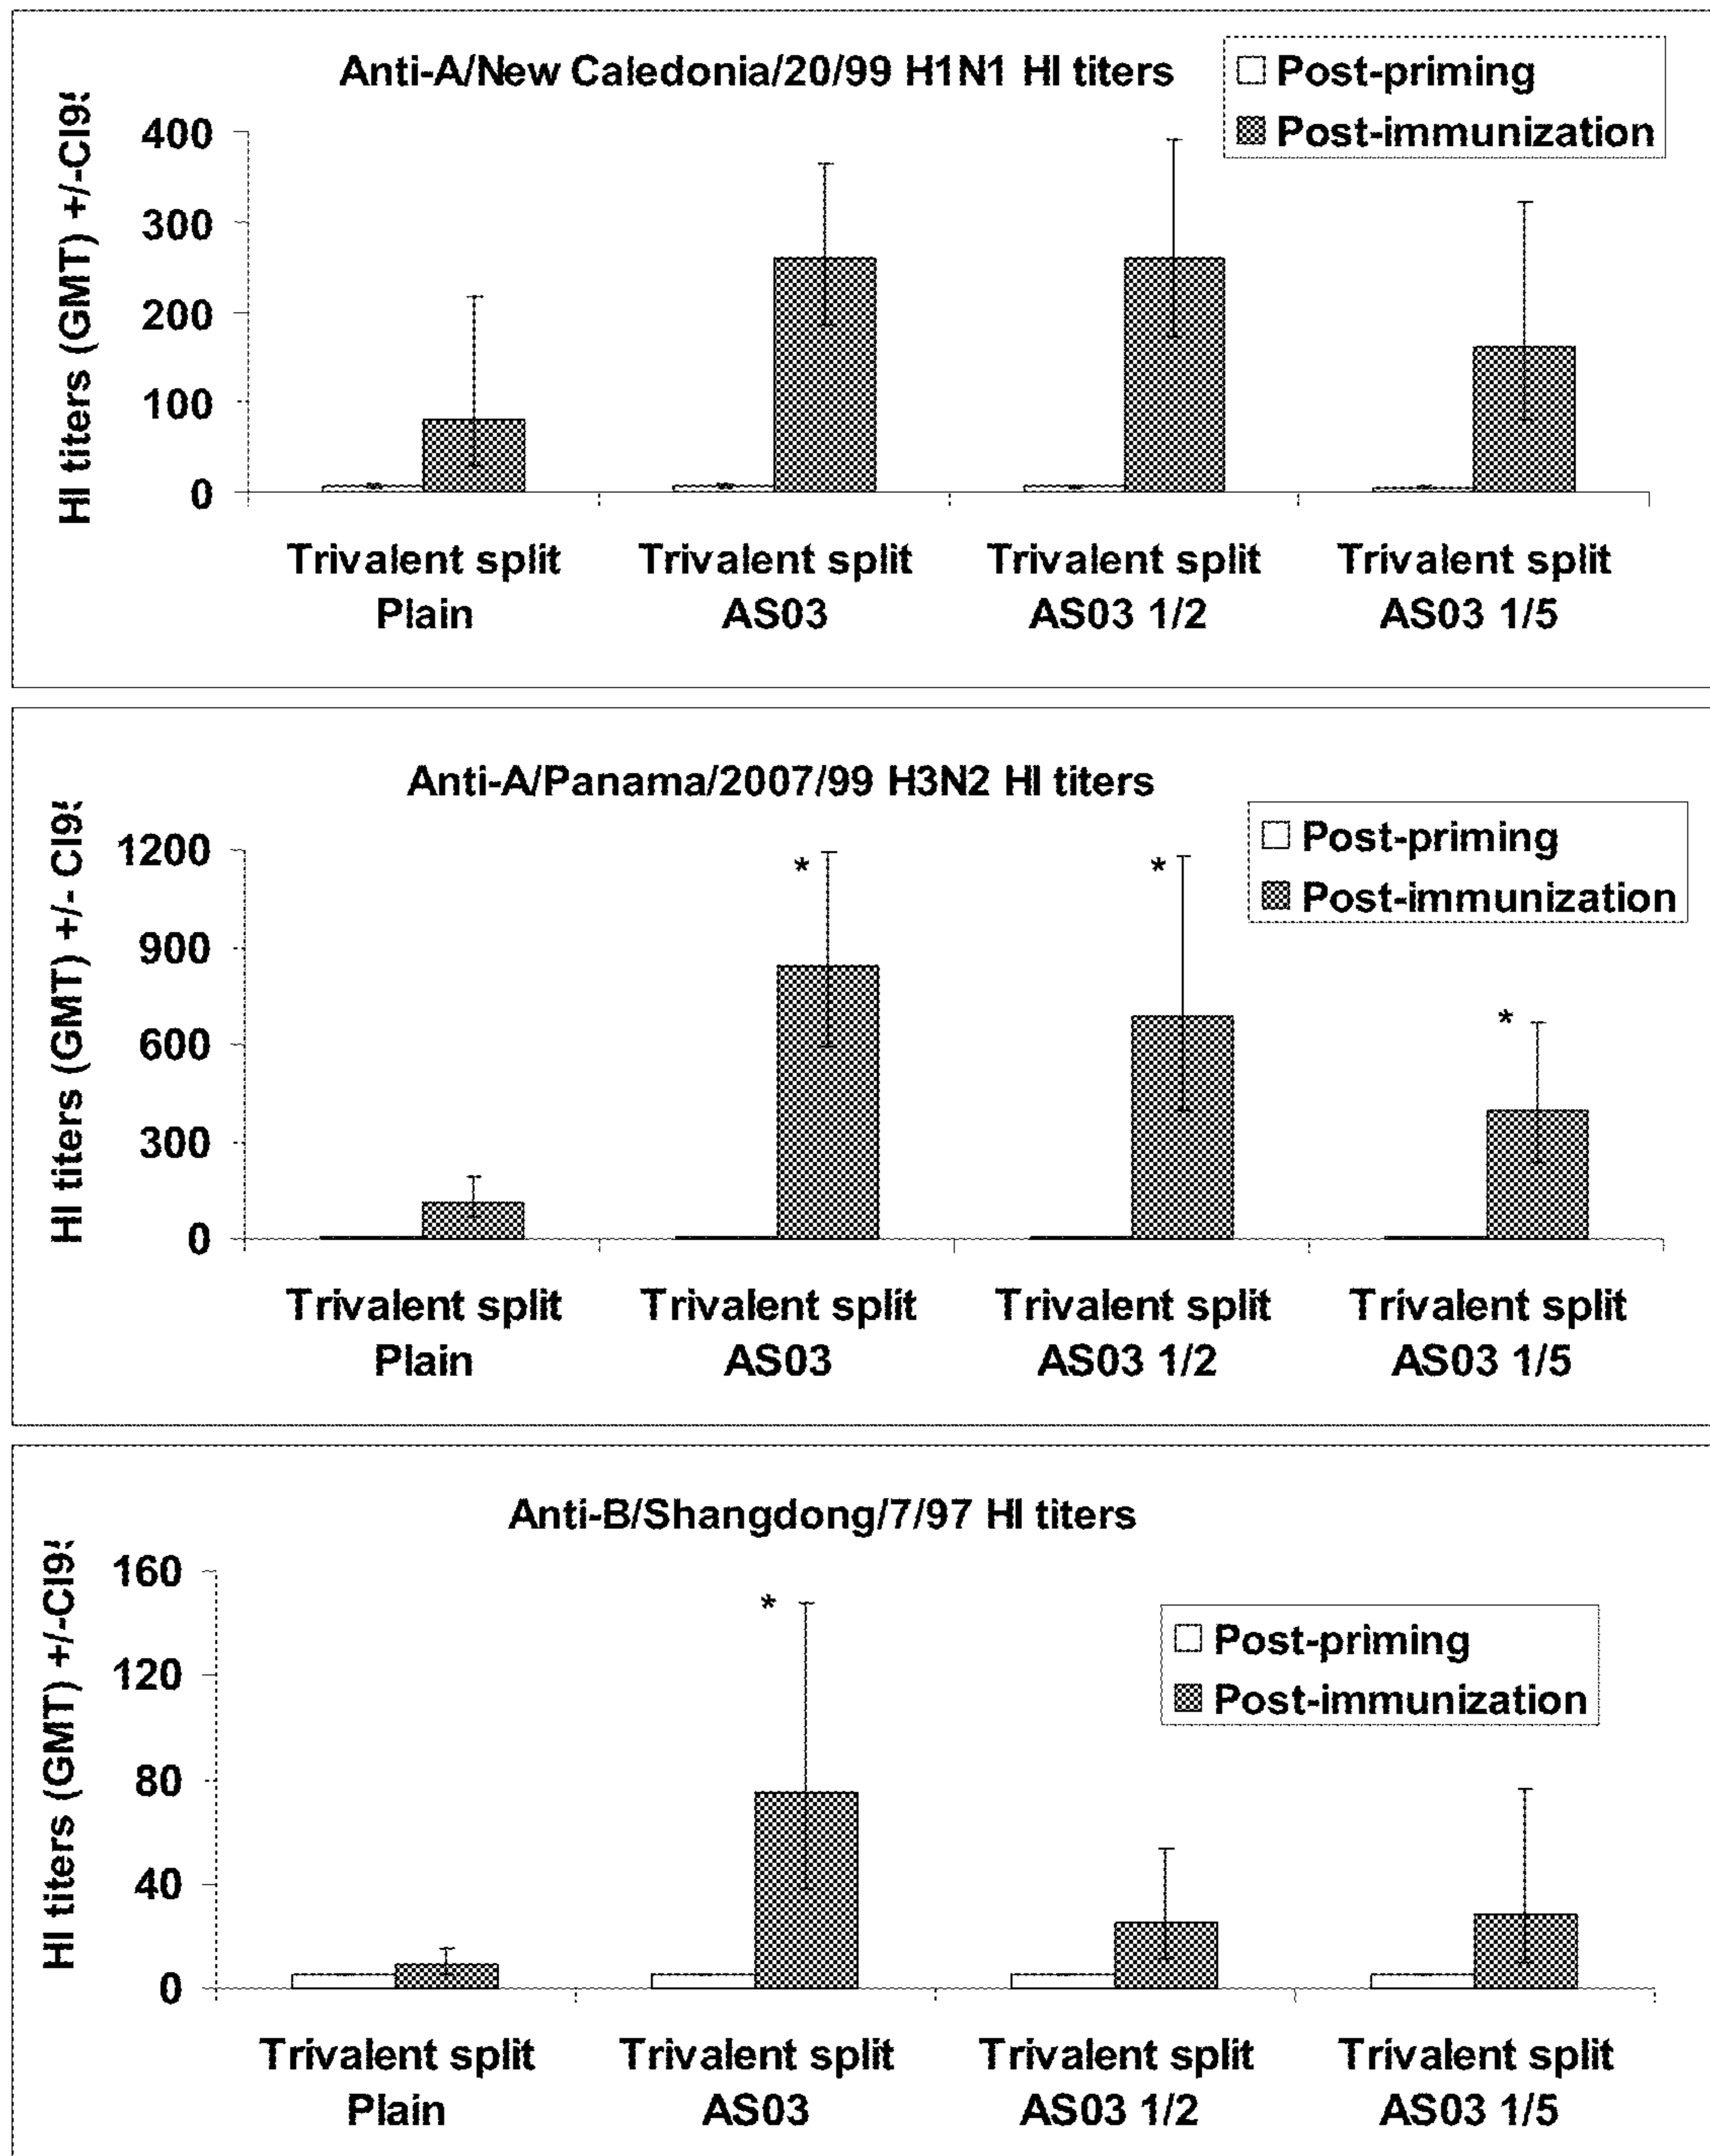 Anti-A/New Caledonia/20/99 H1N1 HI titers
Post-priming
Post-immunization
HI titers (GMT) +/-CI95
400
300
200
100
0
Trivalent split
Plain
Trivalent split
AS03
Trivalent split
AS03 1/2
Trivalent split
AS03 1/5
Anti-A/Panama/2007/99 H3N2 HI titers
Post-priming
Post-immunization
HI titers (GMT) +/- CI9
1200
900
600
300
0
*
*
*
Trivalent split
Plain
Trivalent split
AS03
Trivalent split
AS03 1/2
Trivalent split
AS03 1/5
Anti-B/Shangdong/7/97 HI titers
Post-priming
Post-immunization
HI titers (GMT) +/-CI9
160
120
80
40
0
*
Trivalent split
Plain
Trivalent split
AS03
Trivalent split
AS03 1/2
Trivalent split
AS03 1/5